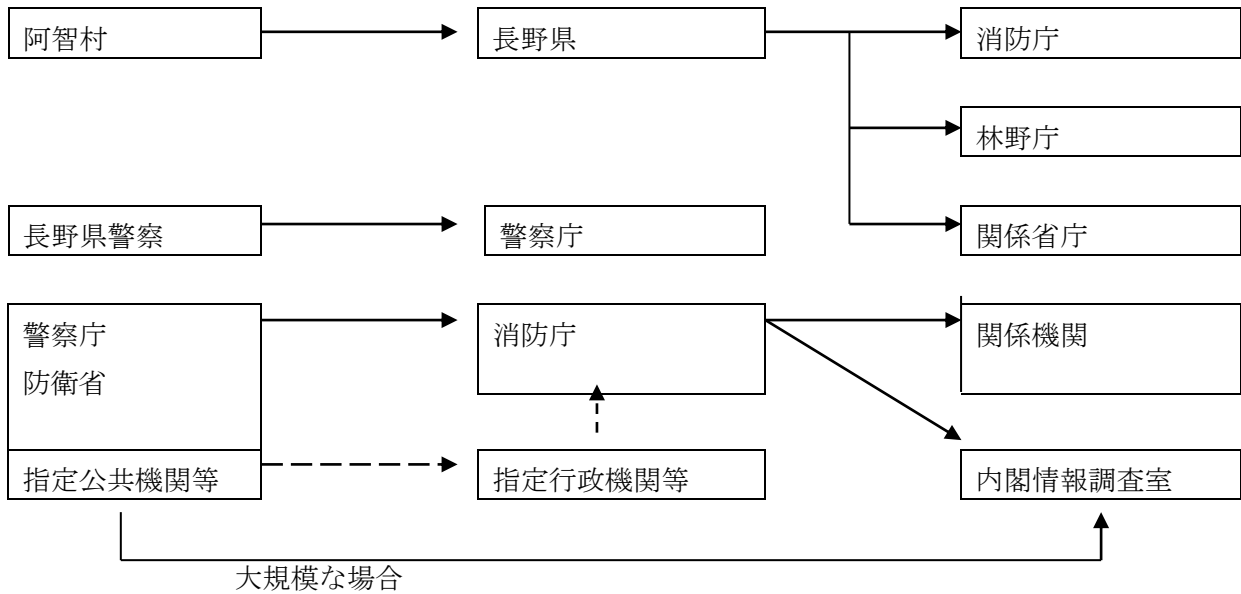 阿智村
長野県
消防庁
林野庁
長野県警察
警察庁
関係省庁
警察庁
防衛省
消防庁
関係機関
指定公共機関等
指定行政機関等
内閣情報調査室
大規模な場合